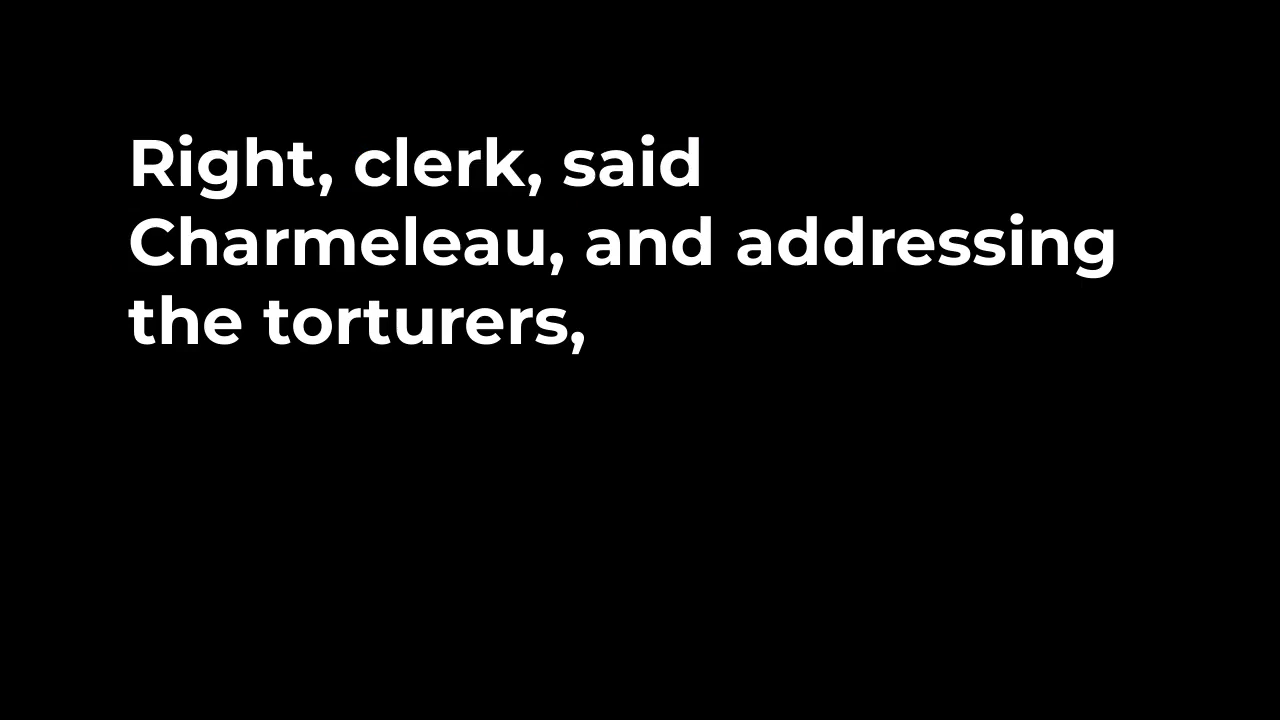 Right, clerk, said
Charmeleau, and addressing
the torturers,